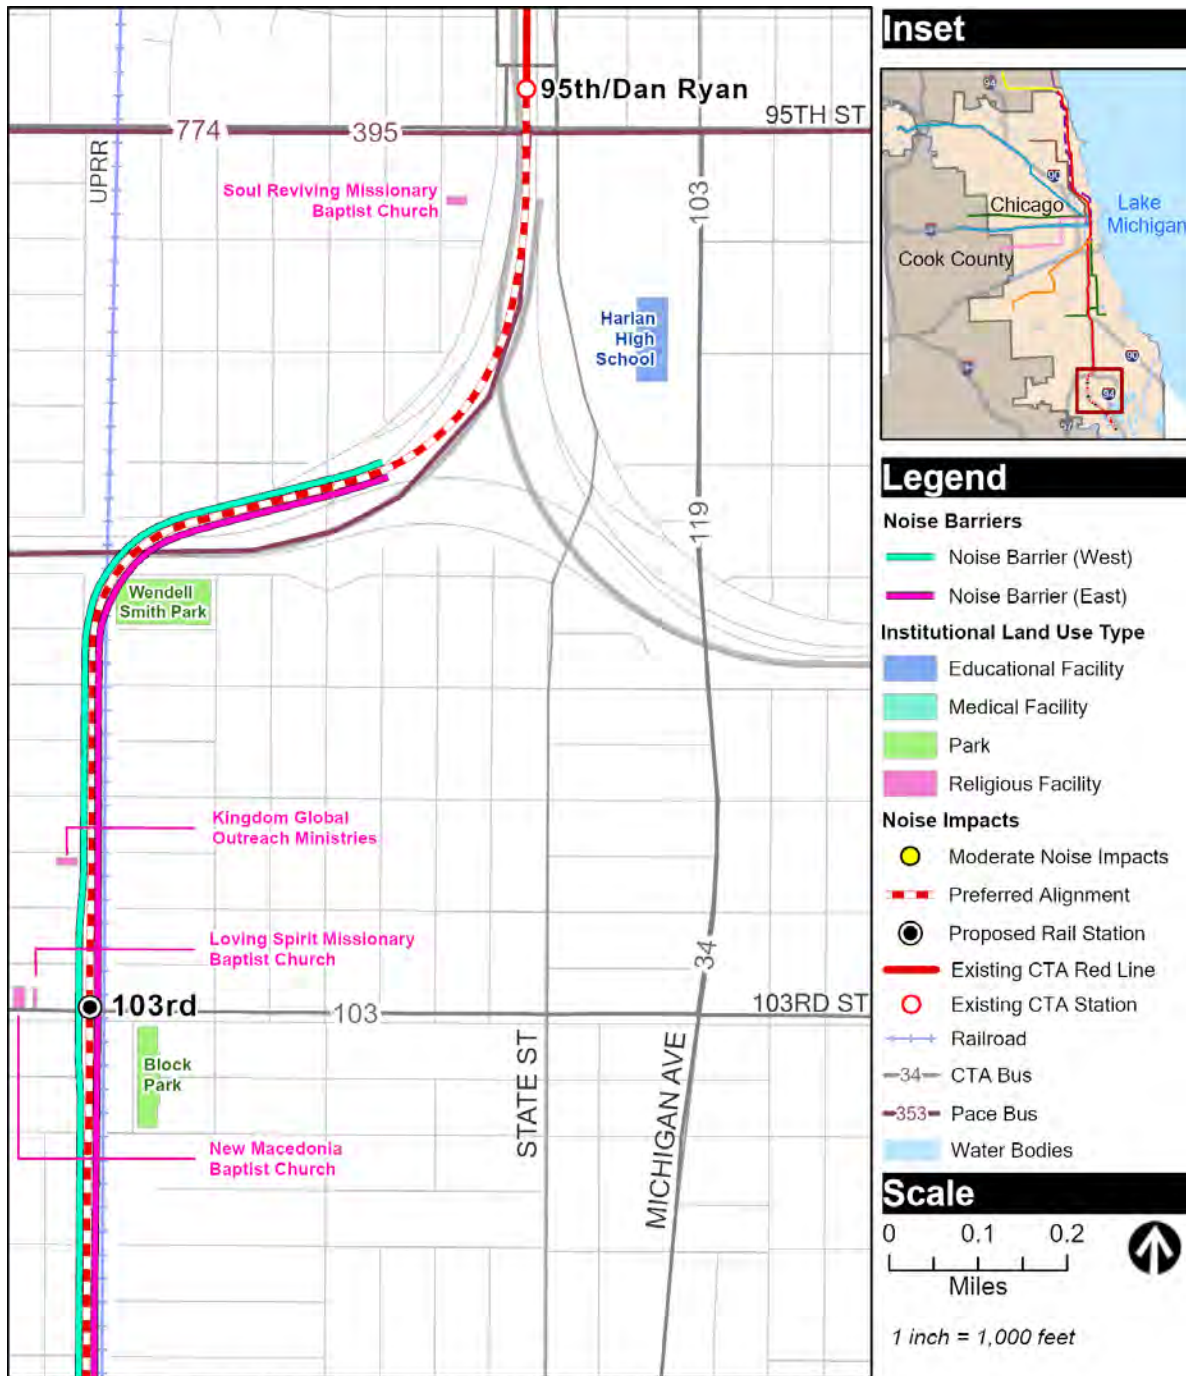 95th/Dan Ryan
95TH ST
774
395
UPRR
Soul Reviving Missionary
Baptist Church
103
Harlan
High
School
119
Wendell
Smith Park
Kingdom Global
Outreach Ministries
Loving Spirit Missionary
Baptist Church
34
103rd
103
103RD ST
Block
Park
STATE ST
MICHIGAN AVE
New Macedonia
Baptist Church
Inset
94
90
Chicago
Lake
Michigan
Cook County
90
94
57
Legend
Noise Barriers
Noise Barrier (West)
Noise Barrier (East)
Institutional Land Use Type
Educational Facility
Medical Facility
Park
Religious Facility
Noise Impacts
Moderate Noise Impacts
Preferred Alignment
Proposed Rail Station
Existing CTA Red Line
Existing CTA Station
Railroad
34 CTA Bus
353 Pace Bus
Water Bodies
Scale
0 0.1 0.2
Miles
1 inch = 1,000 feet